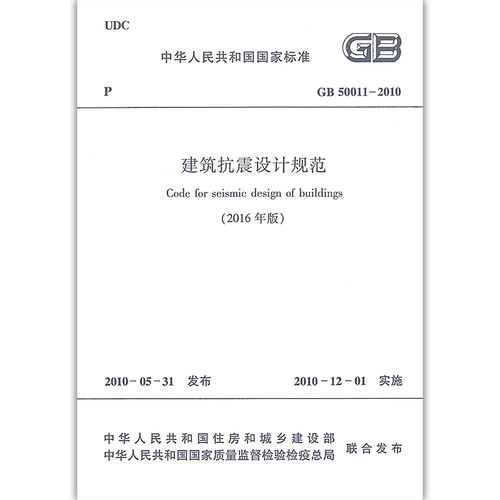 UDC
中华人民共和国国家标准
GB
P
GB 50011-2010
建筑抗震设计规范
Code for seismic design of buildings
(2016 年版)
2010-05-31 发布
2010-12-01 实施
中华人民共和国住房和城乡建设部
中华人民共和国国家质量监督检验检疫总局
联合发布